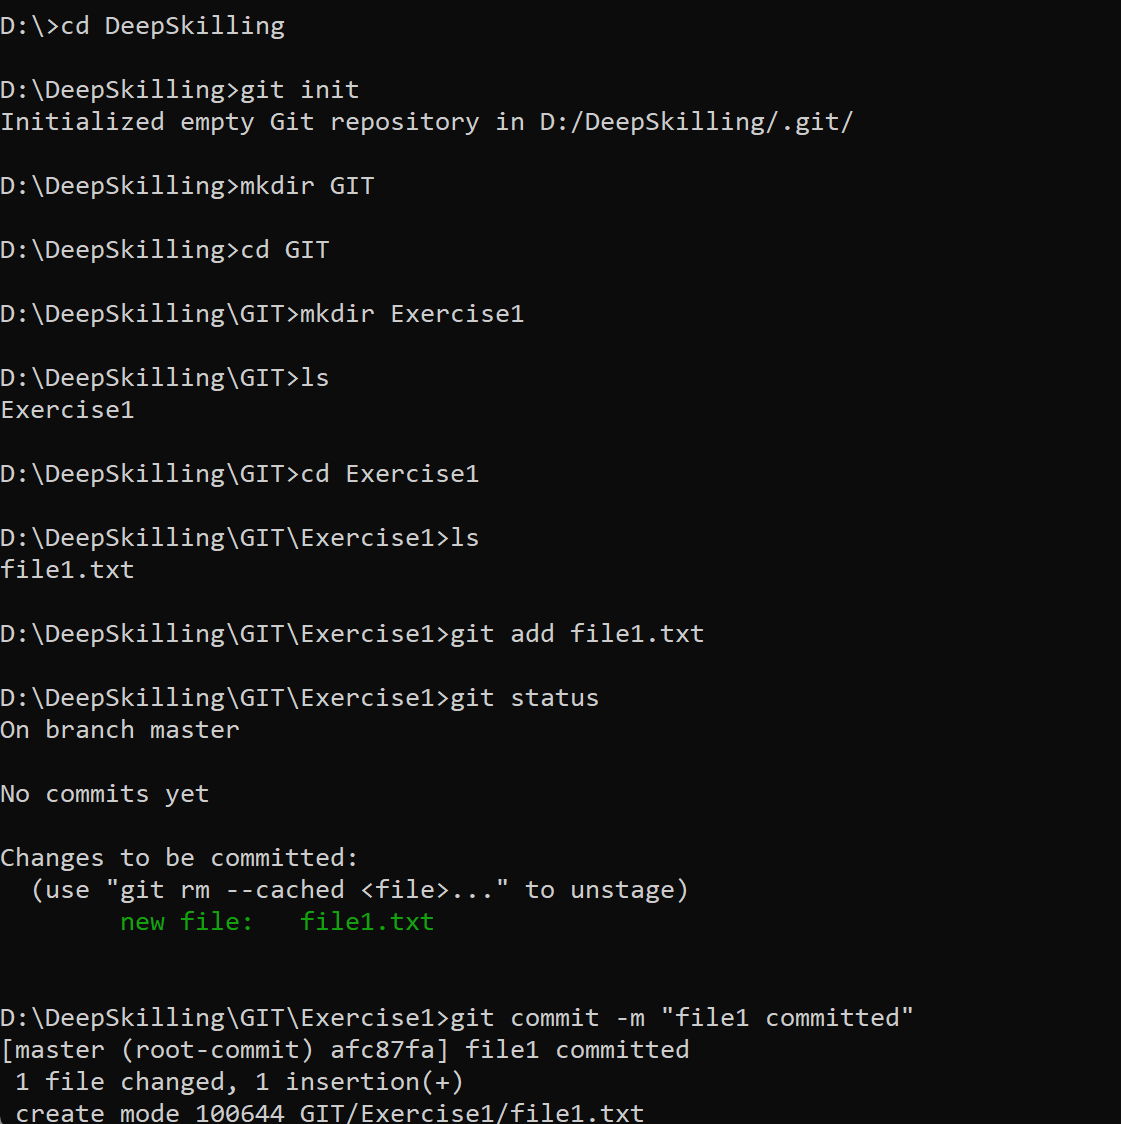 D:\>cd DeepSkilling
D:\DeepSkilling>git init
Initialized empty Git repository in D:/DeepSkilling/.git/
D:\DeepSkilling>mkdir GIT
D:\DeepSkilling>cd GIT
D:\DeepSkilling\GIT>mkdir Exercise1
D:\DeepSkilling\GIT>ls
Exercise1
D:\DeepSkilling\GIT>cd Exercise1
D:\DeepSkilling\GIT\Exercise1>ls
file1.txt
D:\DeepSkilling\GIT\Exercise1>git add file1.txt
D:\DeepSkilling\GIT\Exercise1>git status
On branch master
No commits yet
Changes to be committed:
  (use "git rm --cached <file>..." to unstage)
        new file:   file1.txt
D:\DeepSkilling\GIT\Exercise1>git commit -m "file1 committed"
[master (root-commit) afc87fa] file1 committed
 1 file changed, 1 insertion(+)
 create mode 100644 GIT/Exercise1/file1.txt